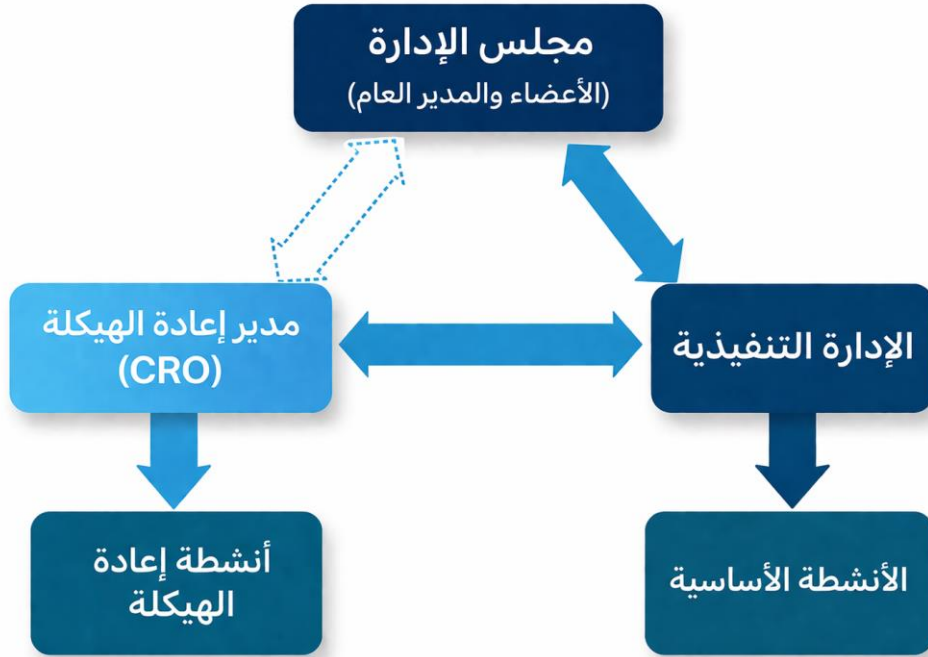 مجلس الإدارة
(الأعضاء والمدير العام)
مدير إعادة الهيكلة
(CRO)
الإدارة التنفيذية
أنشطة إعادة
الهيكلة
الأنشطة الأساسية